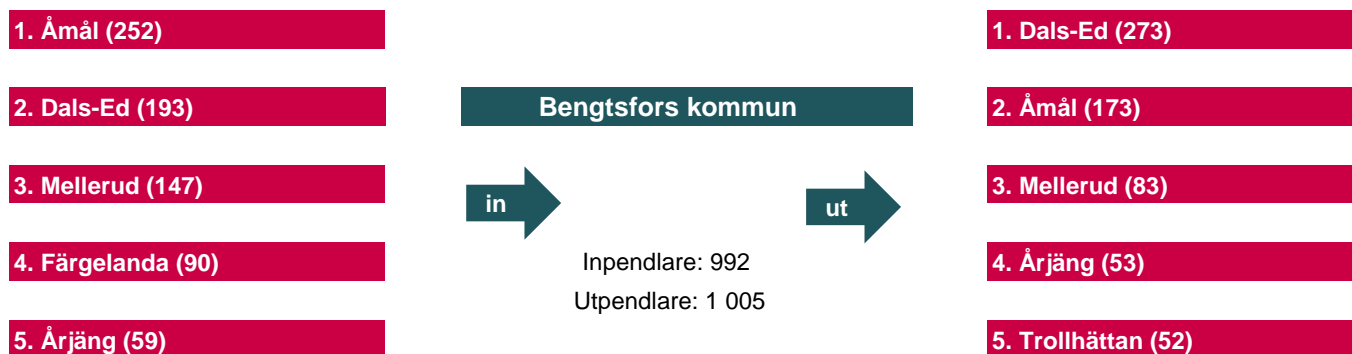 1. Åmål (252)
2. Dals-Ed (193)
3. Mellerud (147)
4. Färgelanda (90)
5. Årjäng (59)
Bengtsfors kommun
in
ut
Inpendlare: 992
Utpendlare: 1 005
1. Dals-Ed (273)
2. Åmål (173)
3. Mellerud (83)
4. Årjäng (53)
5. Trollhättan (52)